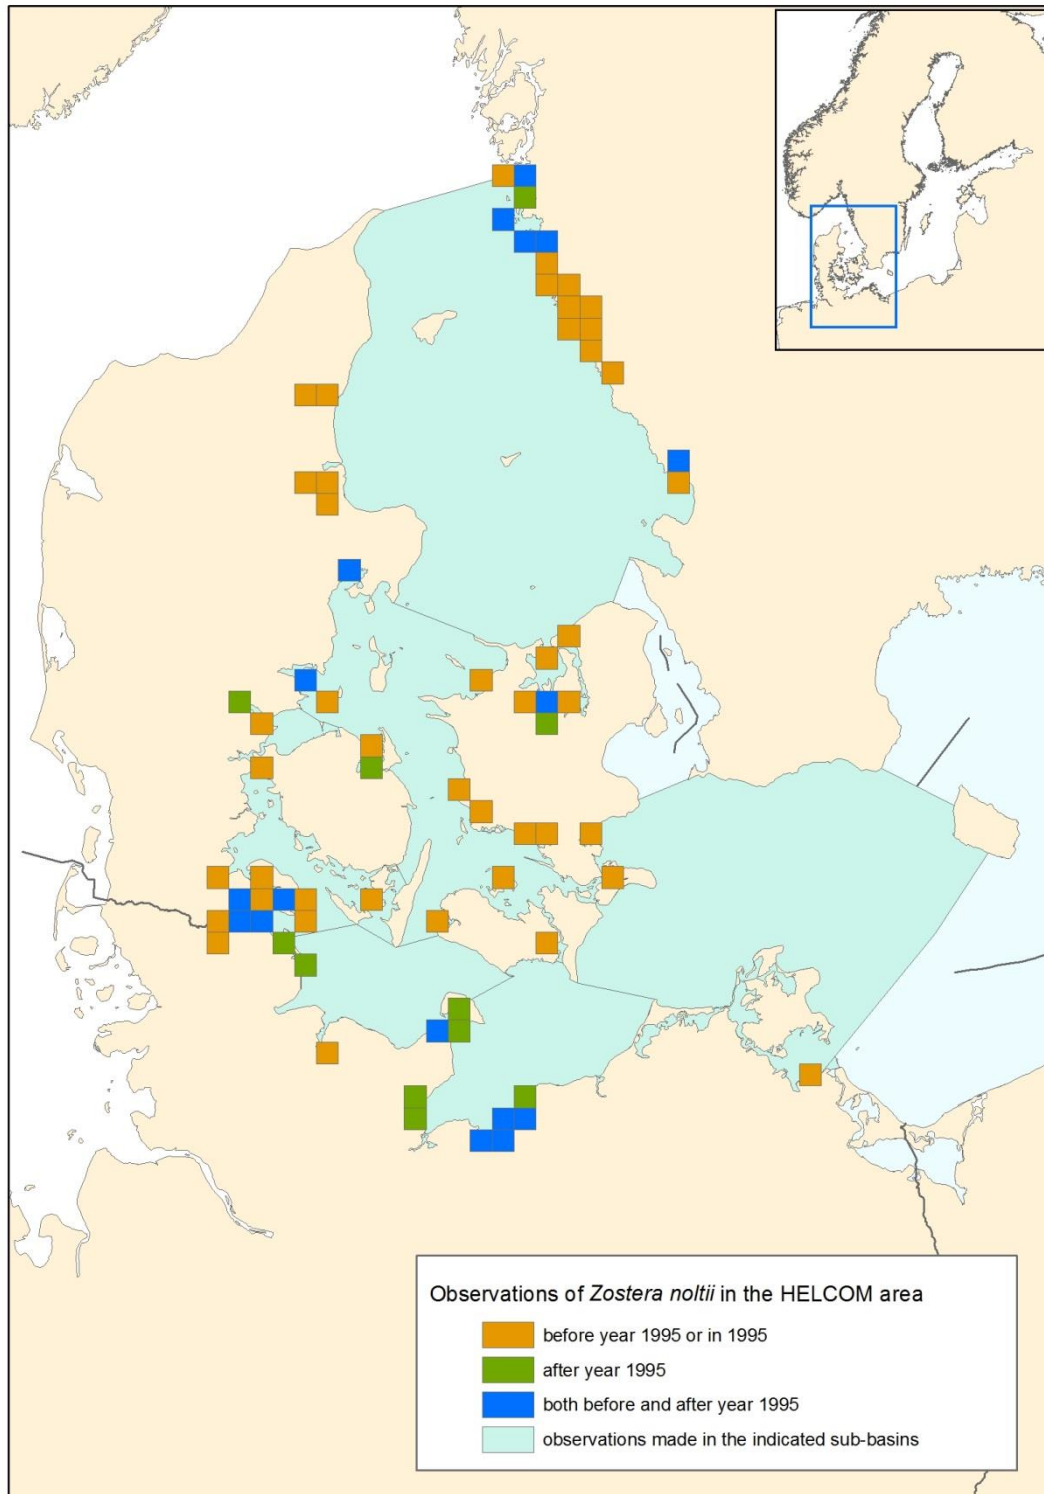 Observations of Zostera noltii in the HELCOM area
before year 1995 or in 1995
after year 1995
both before and after year 1995
observations made in the indicated sub-basins